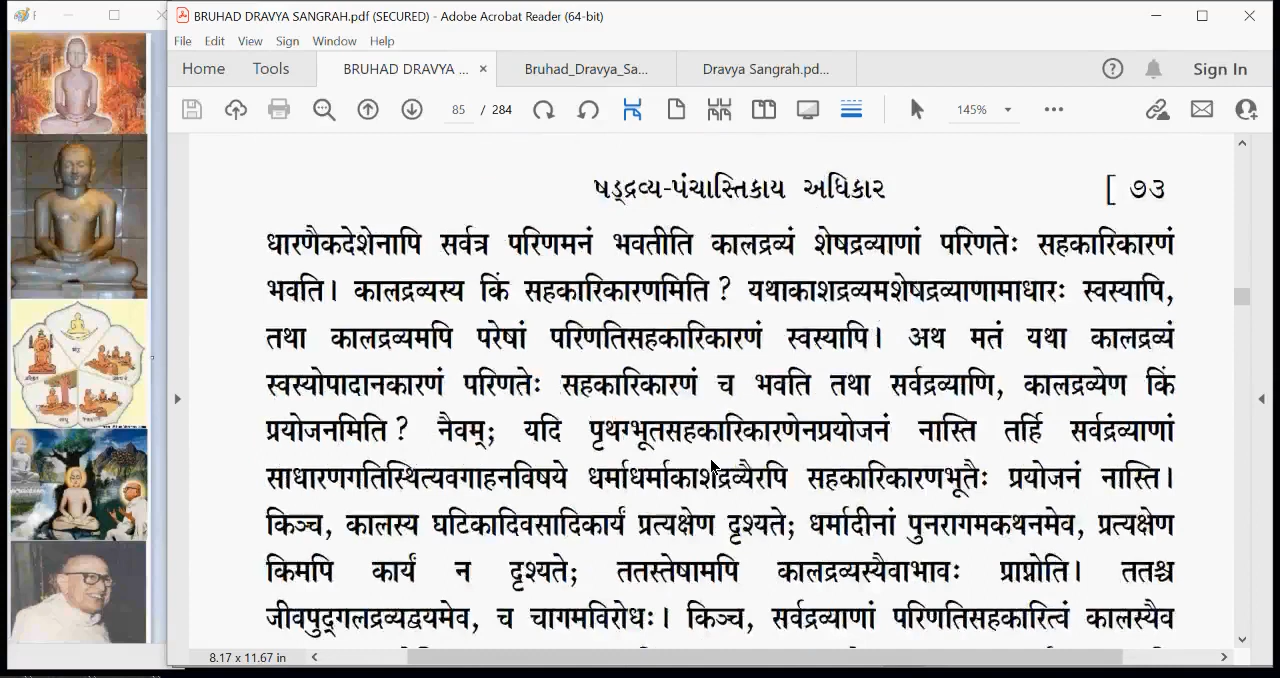 BRUHAD DRAVYA SANGRAH.pdf (SECURED) - Adobe Acrobat Reader (64-bit)
File Edit View Sign Window Help
Home Tools BRUHAD DRAVYA ... × Bruhad_Dravya_Sa... Dravya Sangrah.pd... Sign In
85 / 284 145%
ષડ્દ્રવ્ય-પંચાસ્તિકાય અધિકાર [ ૭૩
धारणैकदेशेनापि सर्वत्र परिणमनं भवतीति कालद्रव्यं शेषद्रव्याणां परिणतेः सहकारिकारणं
भवति। कालद्रव्यस्य किं सहकारिकारणमिति ? यथाकाशद्रव्यमशेषद्रव्याणामाधारः स्वस्यापि,
तथा कालद्रव्यमपि परेषां परिणतिसहकारिकारणं स्वस्यापि। अथ मतं यथा कालद्रव्यं
स्वस्योपादानकारणं परिणतेः सहकारिकारणं च भवति तथा सर्वद्रव्याणि, कालद्रव्येण किं
प्रयोजनमिति ? नैवम्; यदि पृथग्भूतसहकारिकारणेनप्रयोजनं नास्ति तर्हि सर्वद्रव्याणां
साधारणगतिस्थित्यवगाहनविषये धर्माधर्माकाशद्रव्यैरपि सहकारिकारणभूतैः प्रयोजनं नास्ति।
किञ्च, कालस्य घटिकादिवसादिकार्यं प्रत्यक्षेण दृश्यते; धर्मादीनां पुनरागमकथनमेव, प्रत्यक्षेण
किमपि कार्यं न दृश्यते; ततस्तेषामपि कालद्रव्यस्यैवाभावः प्राप्नोति। ततश्च
जीवपुद्गलद्रव्यद्वयमेव, च चागमविरोधः। किञ्च, सर्वद्रव्याणां परिणतिसहकारित्वं कालस्यैव
8.17 x 11.67 in